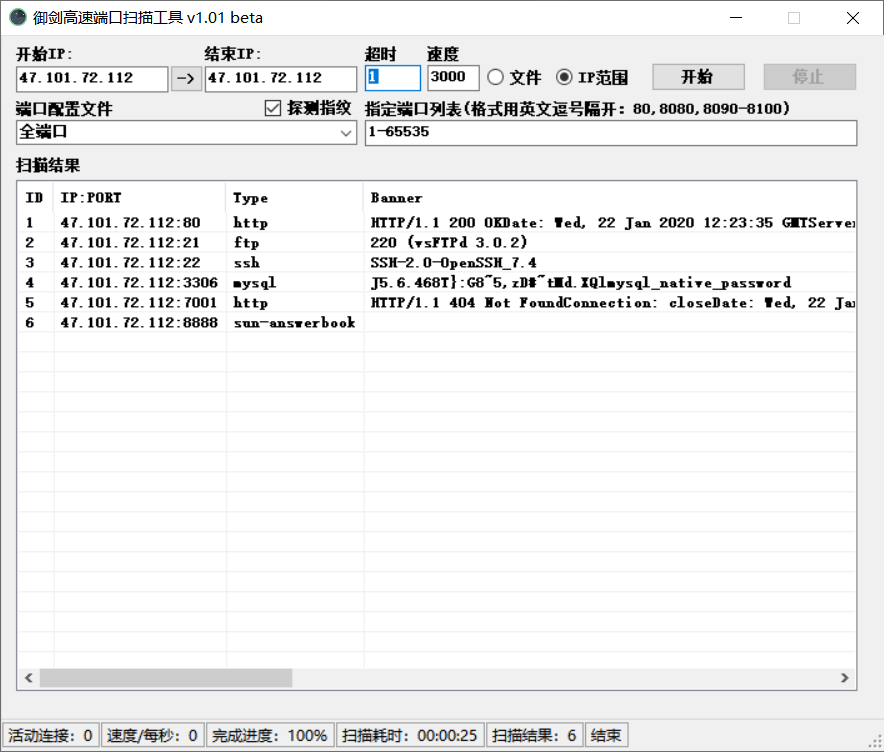 御剑高速端口扫描工具 v1.01 beta
开始IP: 结束IP: 超时 速度
47.101.72.112 -> 47.101.72.112 1 3000 文件 IP范围 开始 停止
端口配置文件 探测指纹 指定端口列表(格式用英文逗号隔开: 80,8080,8090-8100)
全端口 1-65535
扫描结果
ID IP:PORT Type Banner
1 47.101.72.112:80 http HTTP/1.1 200 OKDate: Wed, 22 Jan 2020 12:23:35 GMTServer
2 47.101.72.112:21 ftp 220 (vsFTPd 3.0.2)
3 47.101.72.112:22 ssh SSH-2.0-OpenSSH_7.4
4 47.101.72.112:3306 mysql J5.6.468T}:G8~5,zD#~tMd.XQlmysql_native_password
5 47.101.72.112:7001 http HTTP/1.1 404 Not FoundConnection: closeDate: Wed, 22 Jan
6 47.101.72.112:8888 sun-answerbook
活动连接: 0 速度/每秒: 0 完成进度: 100% 扫描耗时: 00:00:25 扫描结果: 6 结束